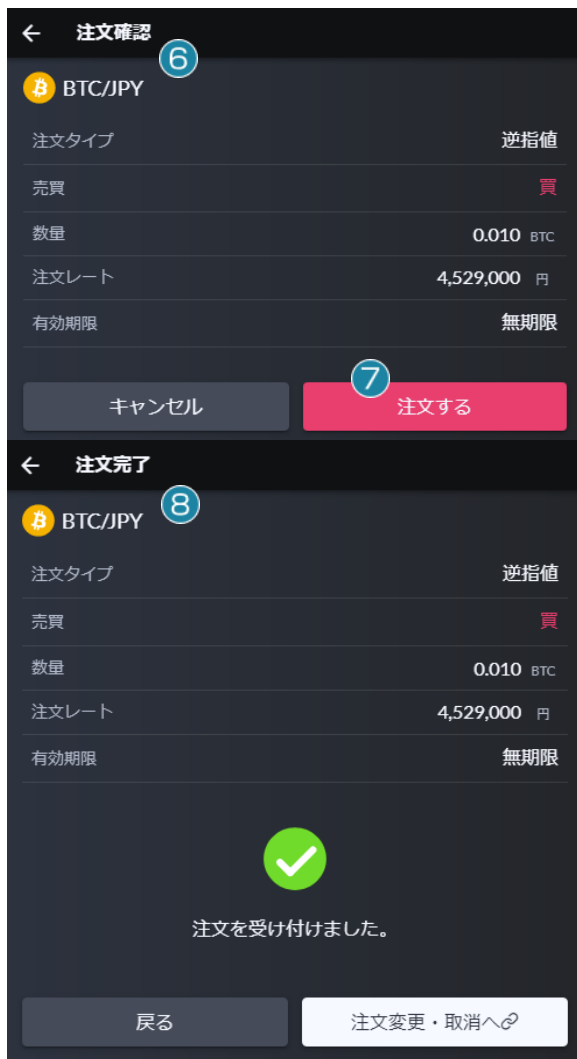 ← 注文確認
⑥
BTC/JPY
注文タイプ 逆指値
売買 買
数量 0.010 BTC
注文レート 4,529,000 円
有効期限 無期限
⑦
キャンセル 注文する
← 注文完了
⑧
BTC/JPY
注文タイプ 逆指値
売買 買
数量 0.010 BTC
注文レート 4,529,000 円
有効期限 無期限
注文を受け付けました。
戻る 注文変更・取消へ